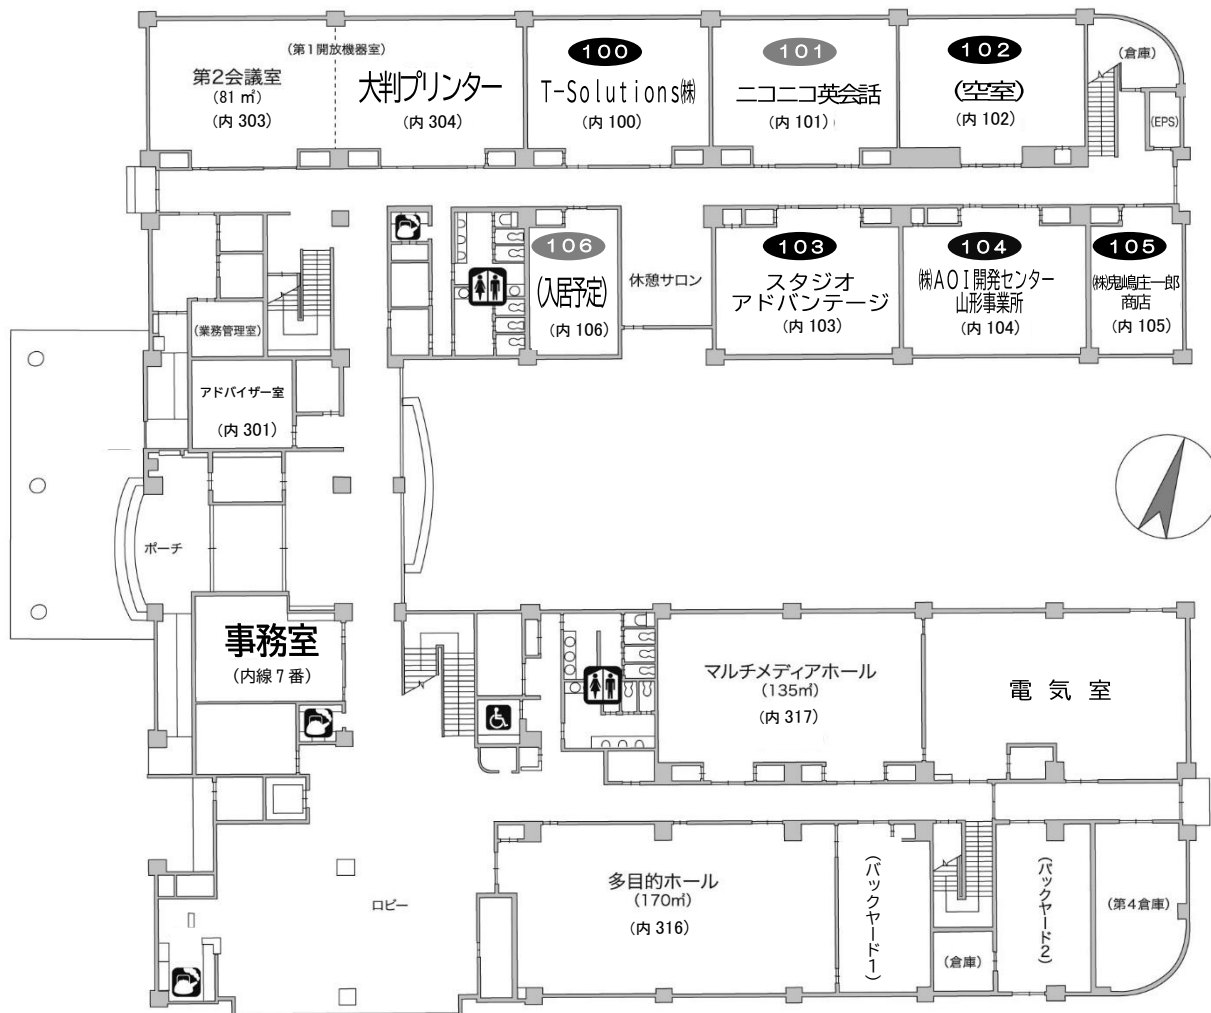 (第1開放機器室)
第2会議室
(81 ㎡)
(内 303)
大判プリンター
(内 304)
100
T-Solutions㈱
(内 100)
101
ニコニコ英会話
(内 101)
102
(空室)
(内 102)
(倉庫)
(EPS)
106
(入居予定)
(内 106)
休憩サロン
103
スタジオ
アドバンテージ
(内 103)
104
㈱AOI開発センター
山形事業所
(内 104)
105
㈱鬼嶋庄一郎
商店
(内 105)
(業務管理室)
アドバイザー室
(内 301)
ポーチ
事務室
(内線7番)
マルチメディアホール
(135㎡)
(内 317)
電気室
多目的ホール
(170㎡)
(内 316)
(バックヤード1)
(倉庫)
(バックヤード2)
(第4倉庫)
ロビー